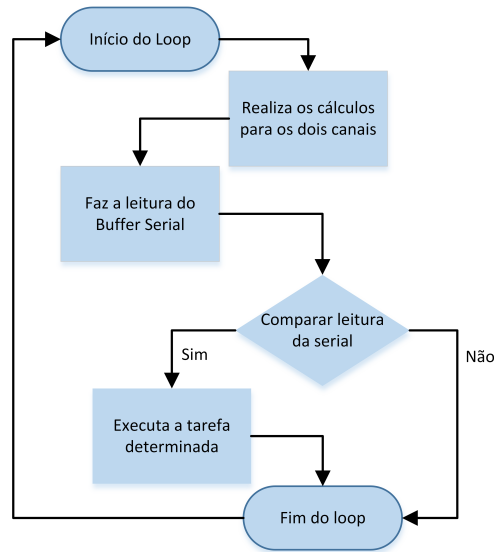 Início do Loop
Realiza os cálculos
para os dois canais
Faz a leitura do
Buffer Serial
Comparar leitura
da serial
Sim
Não
Executa a tarefa
determinada
Fim do loop